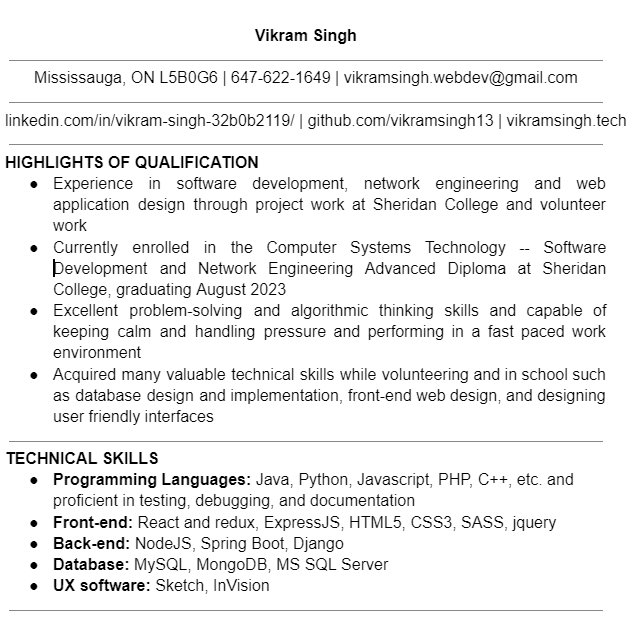 Vikram Singh
Mississauga, ON L5B0G6 | 647-622-1649 | vikramsingh.webdev@gmail.com
linkedin.com/in/vikram-singh-32b0b2119/ | github.com/vikramsingh13 | vikramsingh.tech
HIGHLIGHTS OF QUALIFICATION
● Experience in software development, network engineering and web
application design through project work at Sheridan College and volunteer
work
● Currently enrolled in the Computer Systems Technology -- Software
Development and Network Engineering Advanced Diploma at Sheridan
College, graduating August 2023
● Excellent problem-solving and algorithmic thinking skills and capable of
keeping calm and handling pressure and performing in a fast paced work
environment
● Acquired many valuable technical skills while volunteering and in school such
as database design and implementation, front-end web design, and designing
user friendly interfaces
TECHNICAL SKILLS
● Programming Languages: Java, Python, Javascript, PHP, C++, etc. and
proficient in testing, debugging, and documentation
● Front-end: React and redux, ExpressJS, HTML5, CSS3, SASS, jquery
● Back-end: NodeJS, Spring Boot, Django
● Database: MySQL, MongoDB, MS SQL Server
● UX software: Sketch, InVision